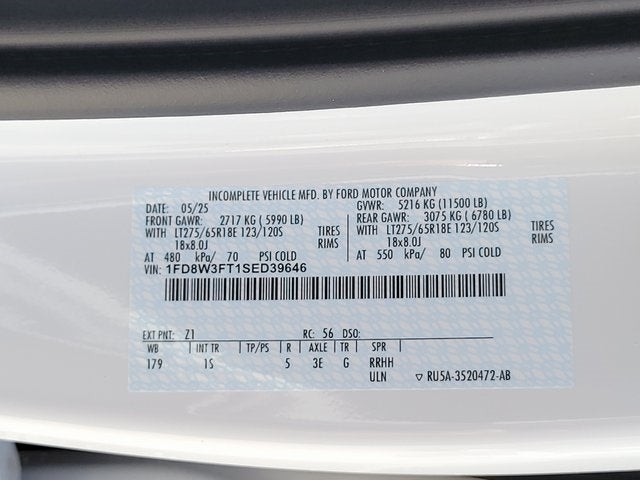 INCOMPLETE VEHICLE MFD. BY FORD MOTOR COMPANY
DATE: 05/25 GVWR: 5216 KG (11500 LB)
FRONT GAWR: 2717 KG ( 5990 LB) REAR GAWR: 3075 KG ( 6780 LB)
WITH LT275/65R18E 123/120S TIRES WITH LT275/65R18E 123/120S TIRES
18x8.0J RIMS 18x8.0J RIMS
AT 480 kPa/ 70 PSI COLD AT 550 kPa/ 80 PSI COLD
VIN: 1FD8W3FT1SED39646
EXT PNT: Z1 RC: 56 DSO:
WB INT TR TP/PS R AXLE TR SPR
179 1S 5 3E G RRHH
ULN ▽ RU5A-3520472-AB